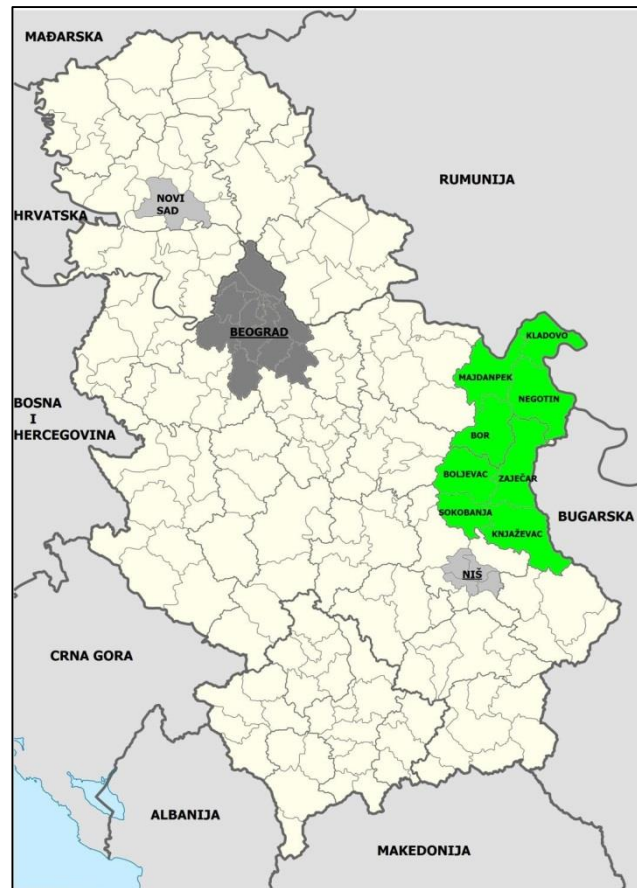 MAĐARSKA
RUMUNIJA
NOVI
SAD
HRVATSKA
BEOGRAD
KLADOVO
MAJDANPEK
NEGOTIN
BOSNA
I
HERCEGOVINA
BOR
BOLJEVAC
ZAJEČAR
SOKOBANJA
BUGARSKA
KNJAŽEVAC
NIŠ
CRNA GORA
ALBANIJA
MAKEDONIJA